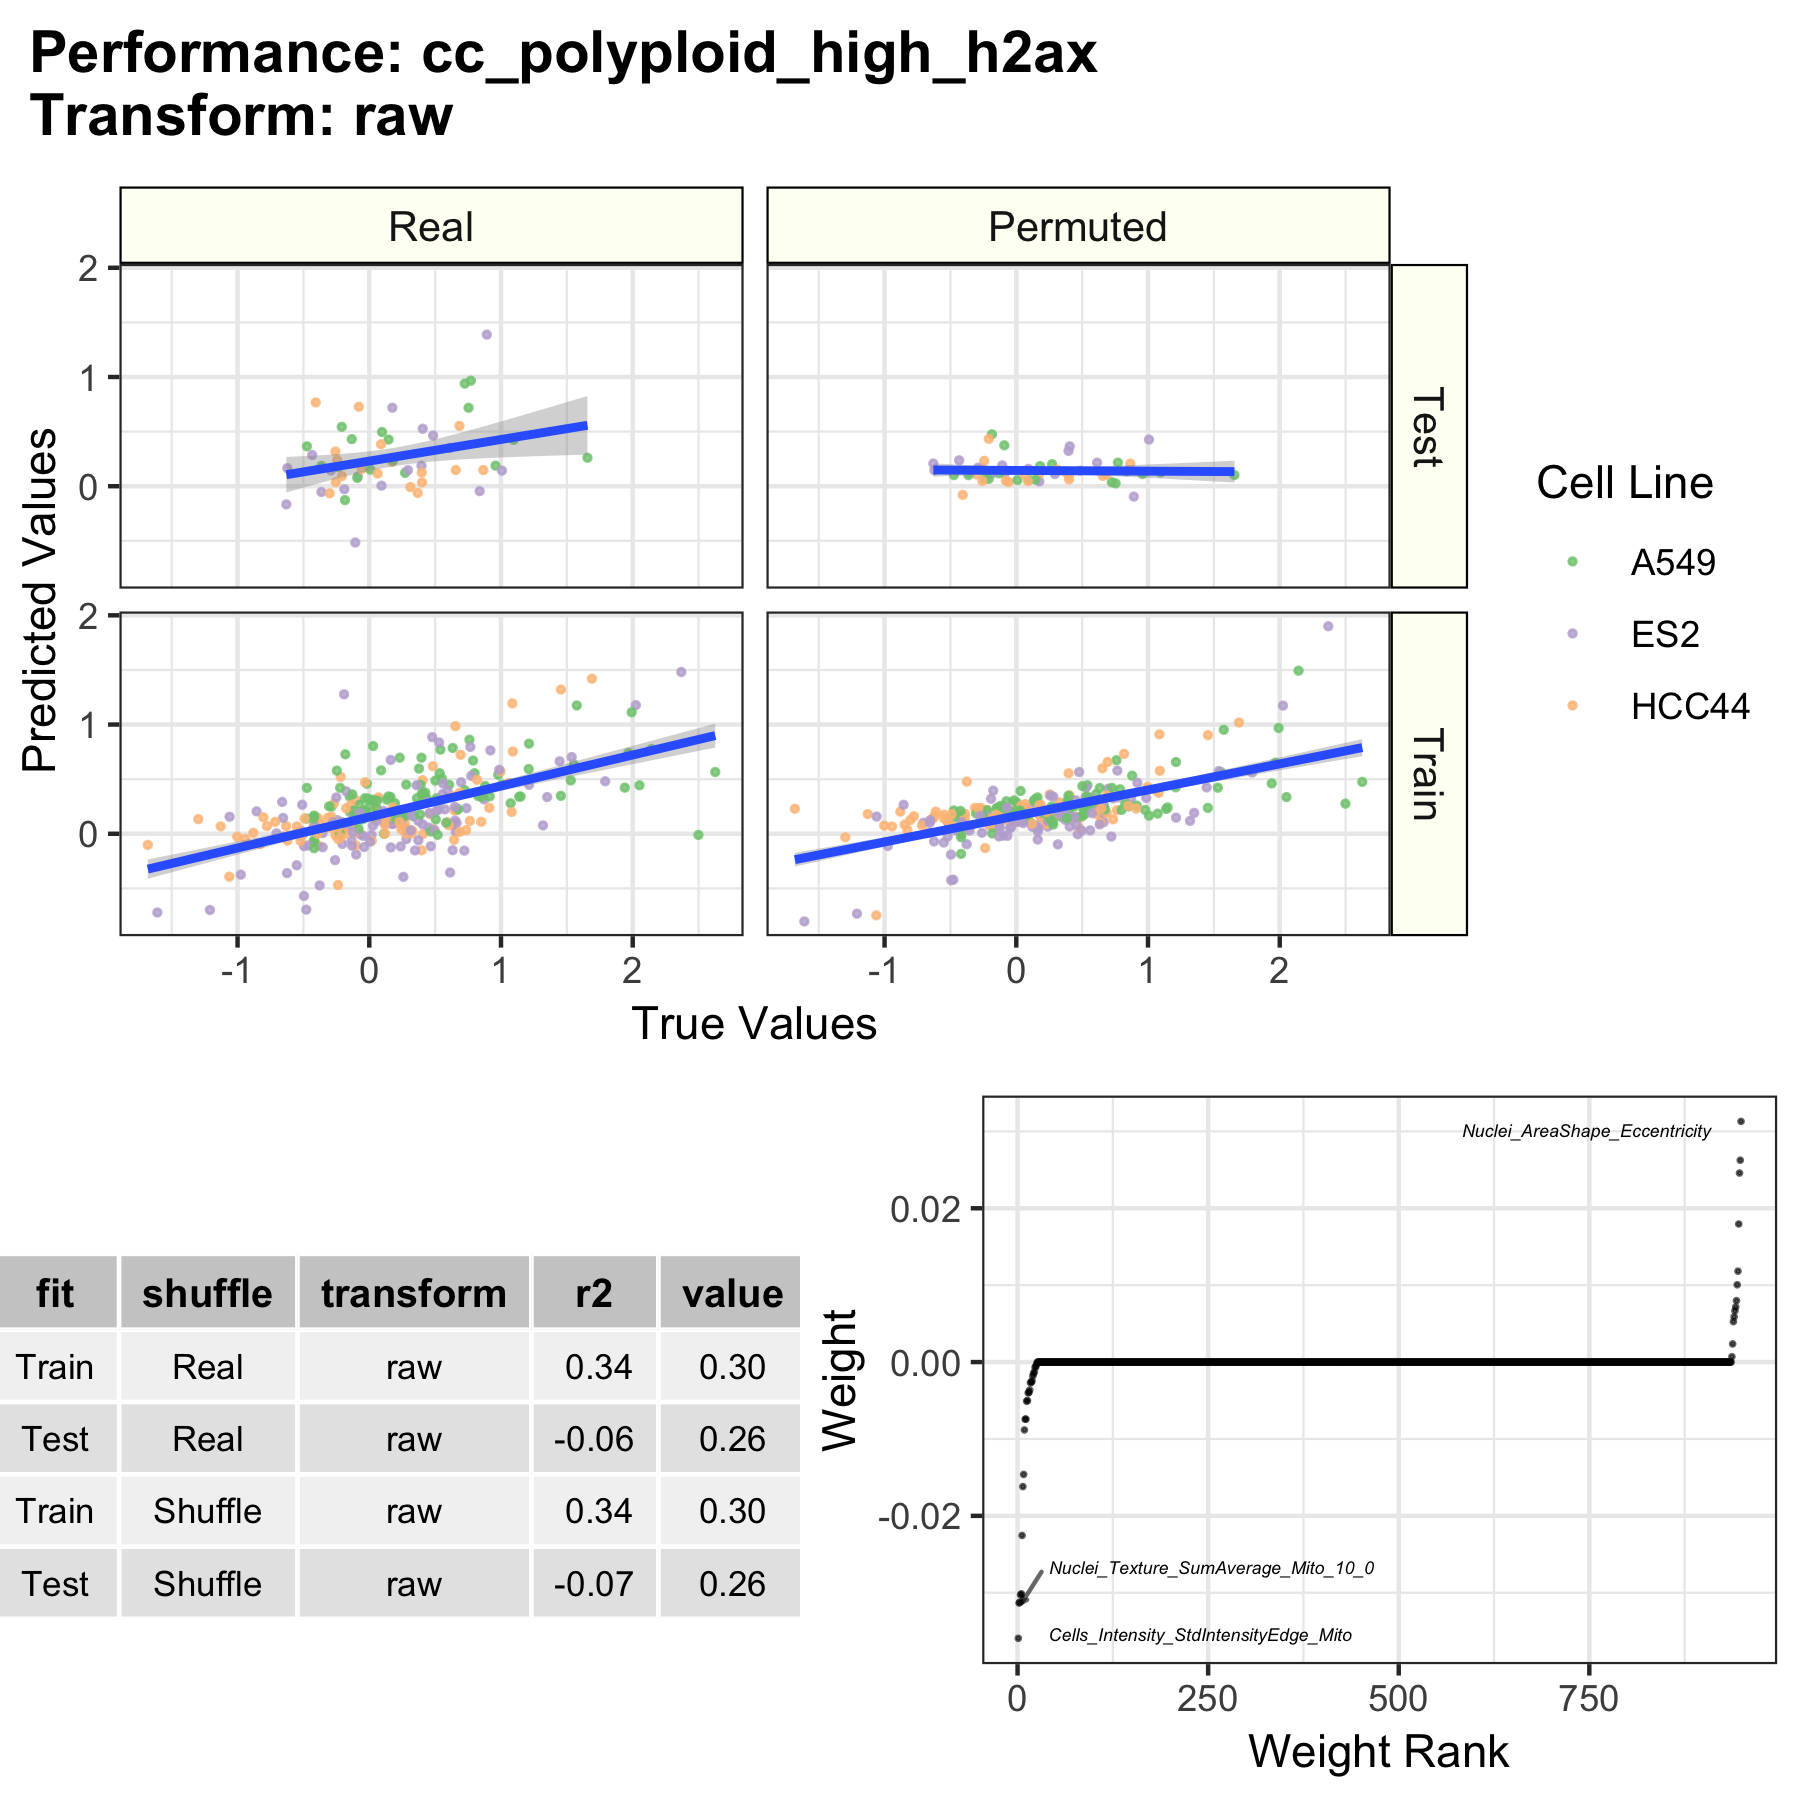 Performance: cc_polyploid_high_h2ax
Transform: raw
Real
Permuted
2
1
0
Test
2
1
0
Train
Predicted Values
-1
0
1
2
-1
0
1
2
True Values
Cell Line
A549
ES2
HCC44
fit shuffle transform r2 value
Train Real raw 0.34 0.30
Test Real raw -0.06 0.26
Train Shuffle raw 0.34 0.30
Test Shuffle raw -0.07 0.26
Weight
0.02
0.00
-0.02
Nuclei_AreaShape_Eccentricity
Nuclei_Texture_SumAverage_Mito_10_0
Cells_Intensity_StdIntensityEdge_Mito
0
250
500
750
Weight Rank